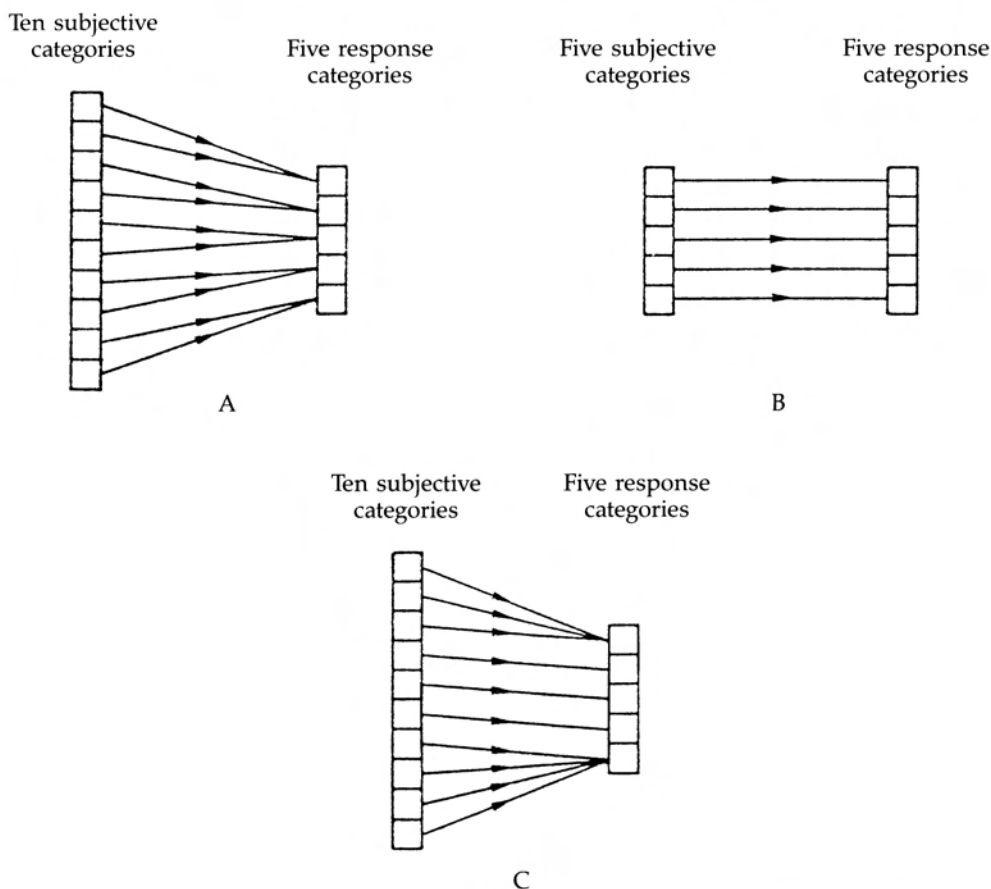 Ten subjective
categories
Five response
categories
Five subjective
categories
Five response
categories
A
B
Ten subjective
categories
Five response
categories
C